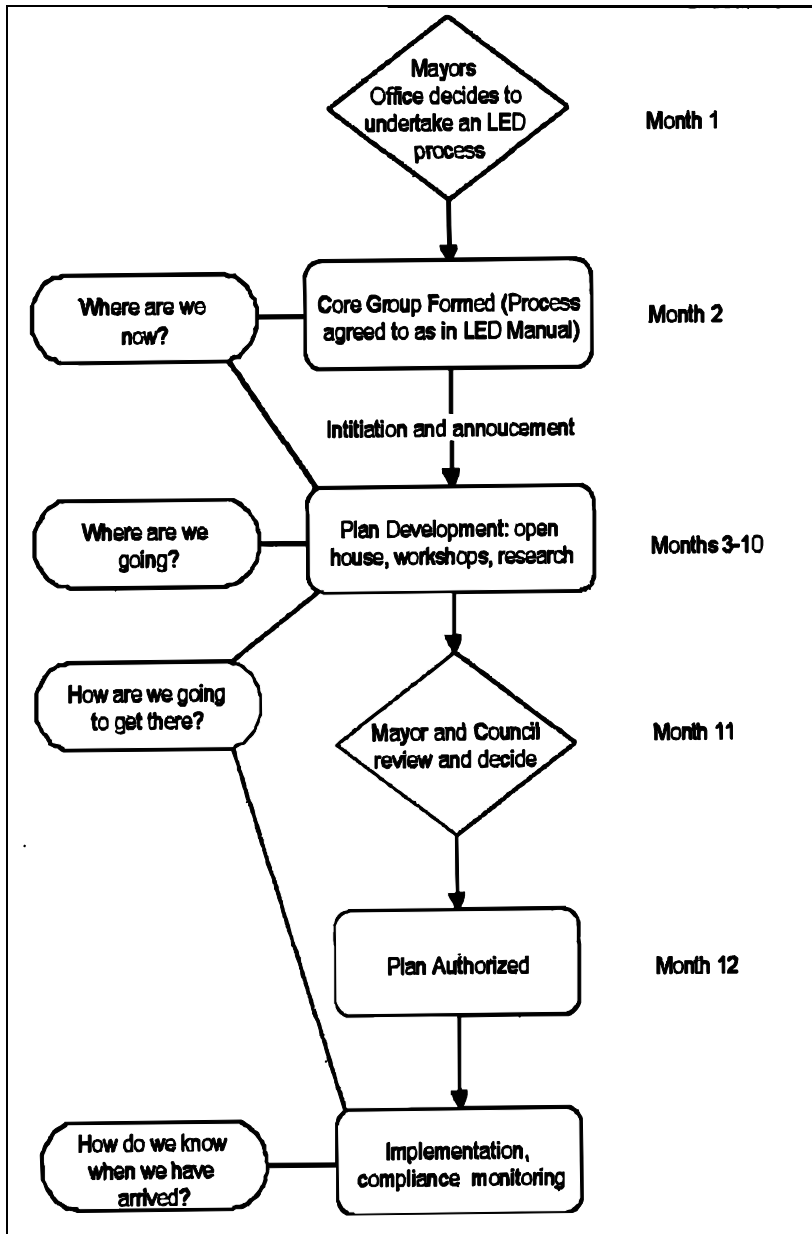 Mayors
Office decides to
undertake an LED
process
Month 1
Where are we
now?
Core Group Formed (Process
agreed to as in LED Manual)
Month 2
Intitiation and annoucement
Where are we
going?
Plan Development: open
house, workshops, research
Months 3-10
How are we going
to get there?
Mayor and Council
review and decide
Month 11
Plan Authorized
Month 12
How do we know
when we have
arrived?
Implementation,
compliance monitoring